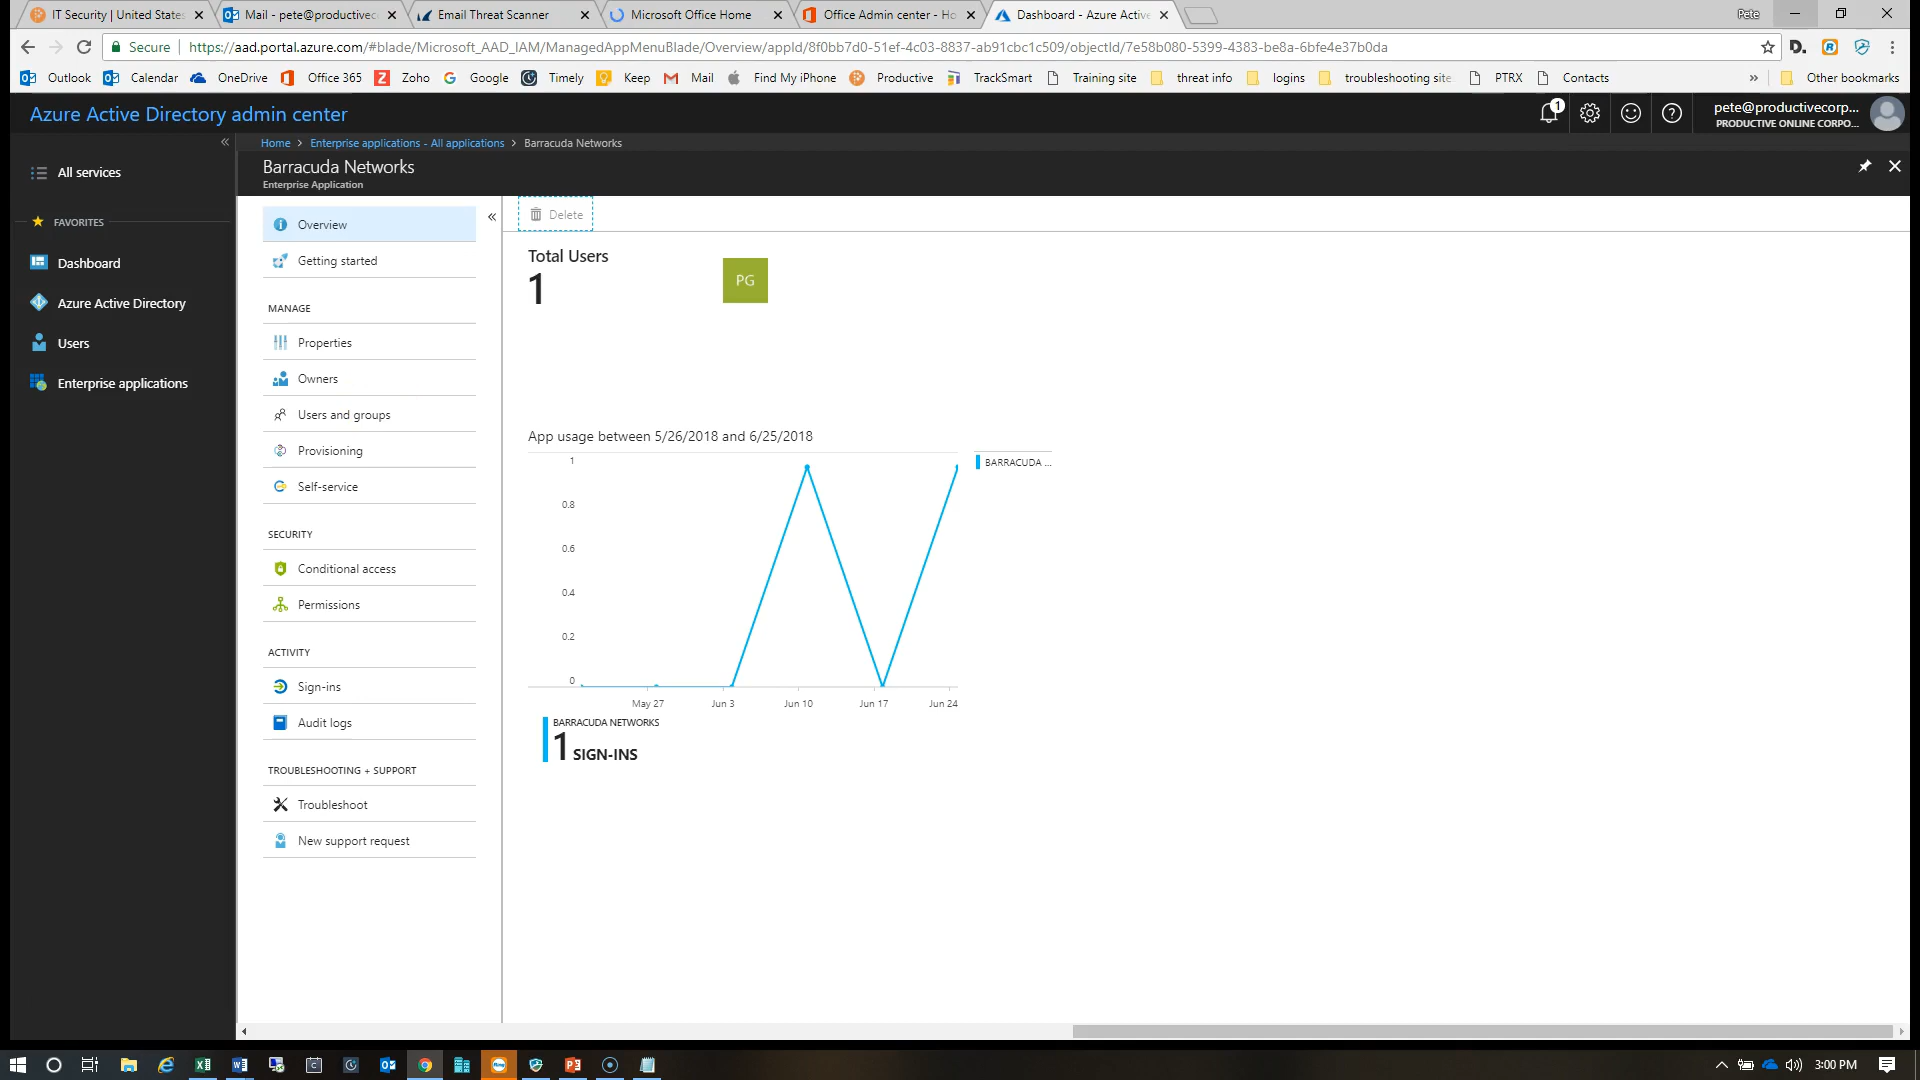 IT Security | United States
Mail - pete@productivec
Email Threat Scanner
Microsoft Office Home
Office Admin center - Ho
Dashboard - Azure Active
Pete
Secure
https://aad.portal.azure.com/#blade/Microsoft_AAD_IAM/ManagedAppMenuBlade/Overview/appId/8f0bb7d0-51ef-4c03-8837-ab91cbc1c509/objectId/7e58b080-5399-4383-be8a-6bfe4e37b0da
Outlook Calendar OneDrive Office 365 Zoho Google Timely Keep Mail Find My iPhone Productive TrackSmart Training site threat info logins troubleshooting site PTRX Contacts » Other bookmarks
Azure Active Directory admin center
1
pete@productivecorp...
PRODUCTIVE ONLINE CORPO...
Home > Enterprise applications - All applications > Barracuda Networks
Barracuda Networks
Enterprise Application
All services
FAVORITES
Dashboard
Azure Active Directory
Users
Enterprise applications
Overview
Getting started
MANAGE
Properties
Owners
Users and groups
Provisioning
Self-service
SECURITY
Conditional access
Permissions
ACTIVITY
Sign-ins
Audit logs
TROUBLESHOOTING + SUPPORT
Troubleshoot
New support request
Delete
Total Users
1
PG
App usage between 5/26/2018 and 6/25/2018
1
0.8
0.6
0.4
0.2
0
May 27 Jun 3 Jun 10 Jun 17 Jun 24
BARRACUDA ...
BARRACUDA NETWORKS
1 SIGN-INS
3:00 PM